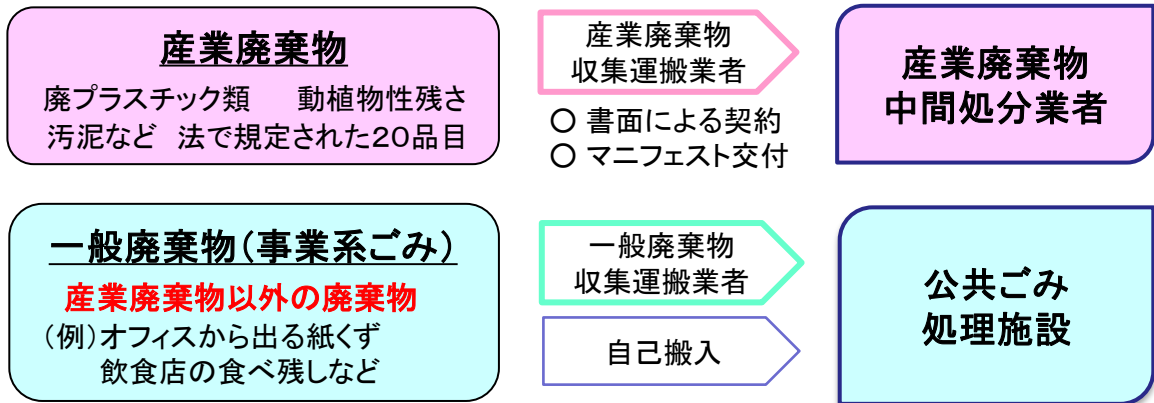 産業廃棄物
廃プラスチック類　動植物性残さ
汚泥など　法で規定された20品目
産業廃棄物
収集運搬業者
○ 書面による契約
○ マニフェスト交付
産業廃棄物
中間処分業者
一般廃棄物(事業系ごみ)
産業廃棄物以外の廃棄物
(例)オフィスから出る紙くず
飲食店の食べ残しなど
一般廃棄物
収集運搬業者
自己搬入
公共ごみ
処理施設